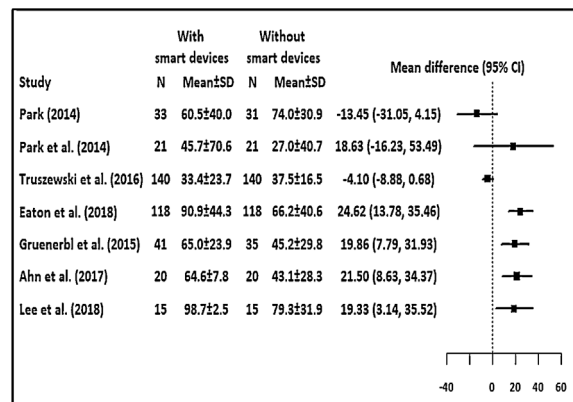 With Without
smart devices smart devices Mean difference (95% CI)
Study N Mean±SD N Mean±SD
Park (2014) 33 60.5±40.0 31 74.0±30.9 -13.45 (-31.05, 4.15)
Park et al. (2014) 21 45.7±70.6 21 27.0±40.7 18.63 (-16.23, 53.49)
Truszewski et al. (2016) 140 33.4±23.7 140 37.5±16.5 -4.10 (-8.88, 0.68)
Eaton et al. (2018) 118 90.9±44.3 118 66.2±40.6 24.62 (13.78, 35.46)
Gruenerbl et al. (2015) 41 65.0±23.9 35 45.2±29.8 19.86 (7.79, 31.93)
Ahn et al. (2017) 20 64.6±7.8 20 43.1±28.3 21.50 (8.63, 34.37)
Lee et al. (2018) 15 98.7±2.5 15 79.3±31.9 19.33 (3.14, 35.52)
-40 0 20 40 60